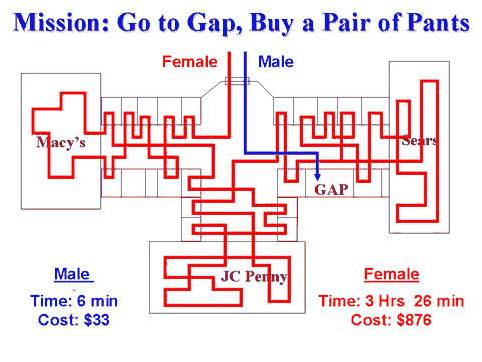 Mission: Go to Gap, Buy a Pair of Pants
Female Male
Macy's
Sears
GAP
JC Penny
Male
Time: 6 min
Cost: $33
Female
Time: 3 Hrs 26 min
Cost: $876